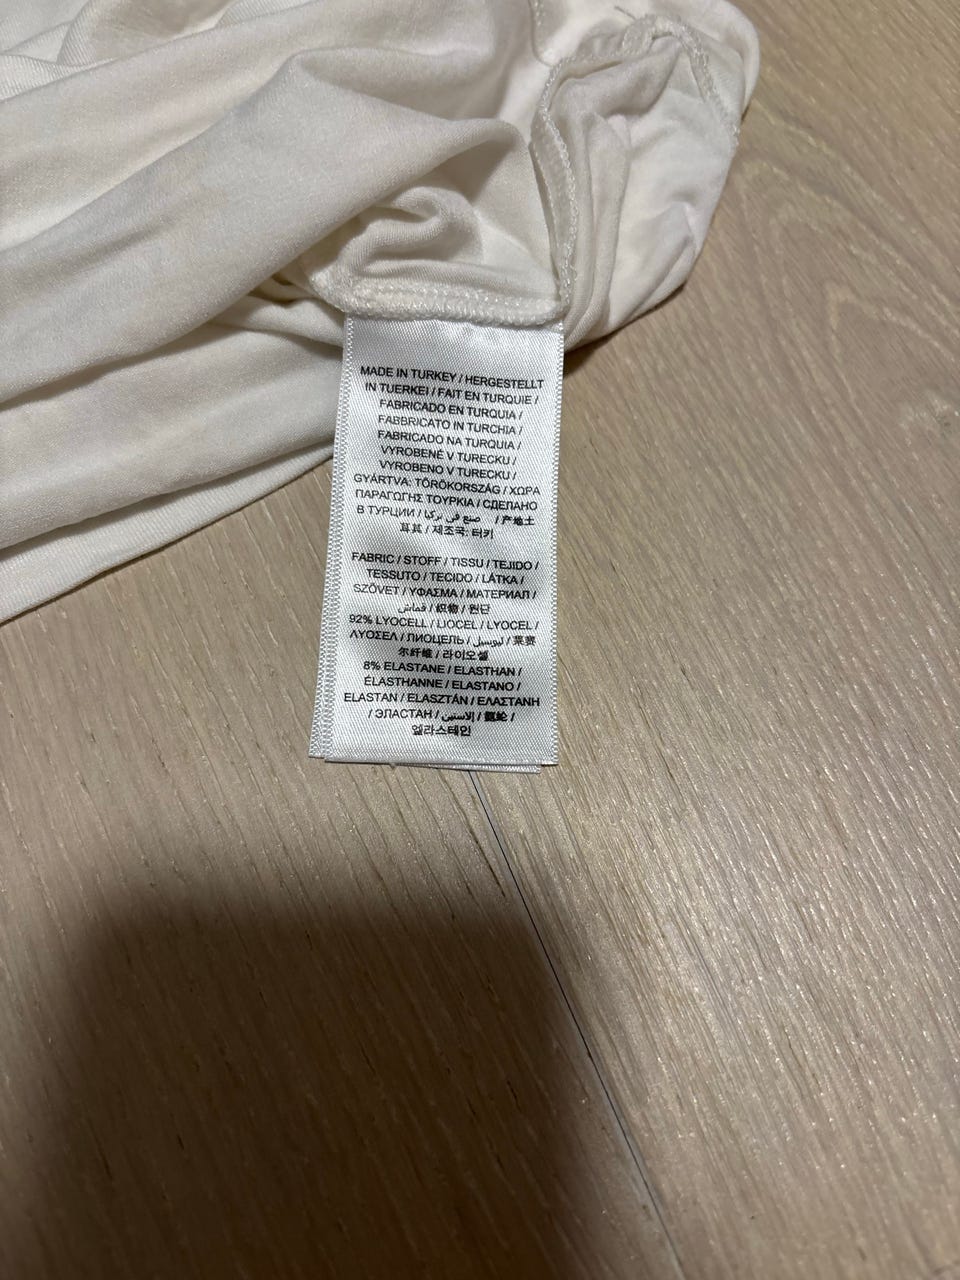 MADE IN TURKEY / HERGESTELLT
IN TUERKEI / FAIT EN TURQUIE /
FABRICADO EN TURQUIA /
FABBRICATO IN TURCHIA /
FABRICADO NA TURQUIA /
VYROBENÉ V TURECKU /
VYROBENO V TURECKU /
GYÁRTVA: TÖRÖKORSZÁG / ΧΩΡΑ
ΠΑΡΑΓΩΓΗΣ ΤΟΥΡΚΙΑ / СДЕЛАНО
В ТУРЦИИ / صنع في تركيا / 产地土
耳其 / 제조국: 터키
FABRIC / STOFF / TISSU / TEJIDO /
TESSUTO / TECIDO / LÁTKA /
SZÖVET / ΥΦΑΣΜΑ / МАТЕРИАЛ /
قماش / 织物 / 원단
92% LYOCELL / LIOCEL / LYOCEL /
ΛΥΟΣΕΛ / ЛИОЦЕЛЬ / ليوسيل / 莱赛
尔纤维 / 라이오셀
8% ELASTANE / ELASTHAN /
ÉLASTHANNE / ELASTANO /
ELASTAN / ELASZTÁN / ΕΛΑΣΤΑΝΗ
/ ЭЛАСТАН / الاستين / 氨纶 /
엘라스테인